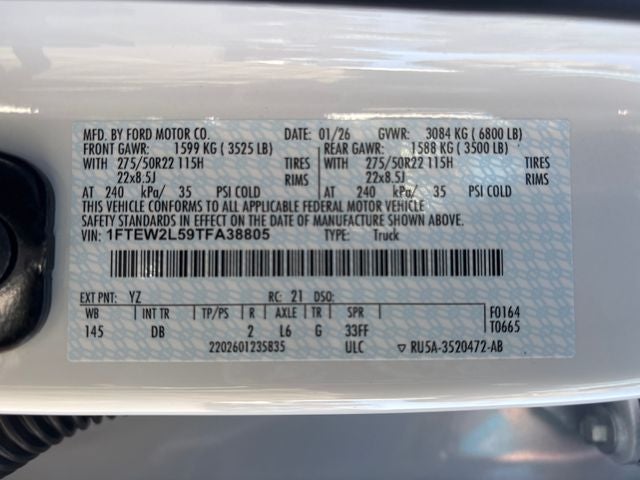 MFD. BY FORD MOTOR CO. DATE: 01/26 GVWR: 3084 KG ( 6800 LB)
FRONT GAWR: 1599 KG ( 3525 LB) REAR GAWR: 1588 KG ( 3500 LB)
WITH 275/50R22 115H TIRES WITH 275/50R22 115H TIRES
22x8.5J RIMS 22x8.5J RIMS
AT 240 kPa/ 35 PSI COLD AT 240 kPa/ 35 PSI COLD
THIS VEHICLE CONFORMS TO ALL APPLICABLE FEDERAL MOTOR VEHICLE
SAFETY STANDARDS IN EFFECT ON THE DATE OF MANUFACTURE SHOWN ABOVE.
VIN: 1FTEW2L59TFA38805 TYPE: Truck
EXT PNT: YZ RC: 21 DSO:
WB INT TR TP/PS R AXLE TR SPR F0164
145 DB 2 L6 G 33FF T0665
2202601235835 ULC ▽ RU5A-3520472-AB